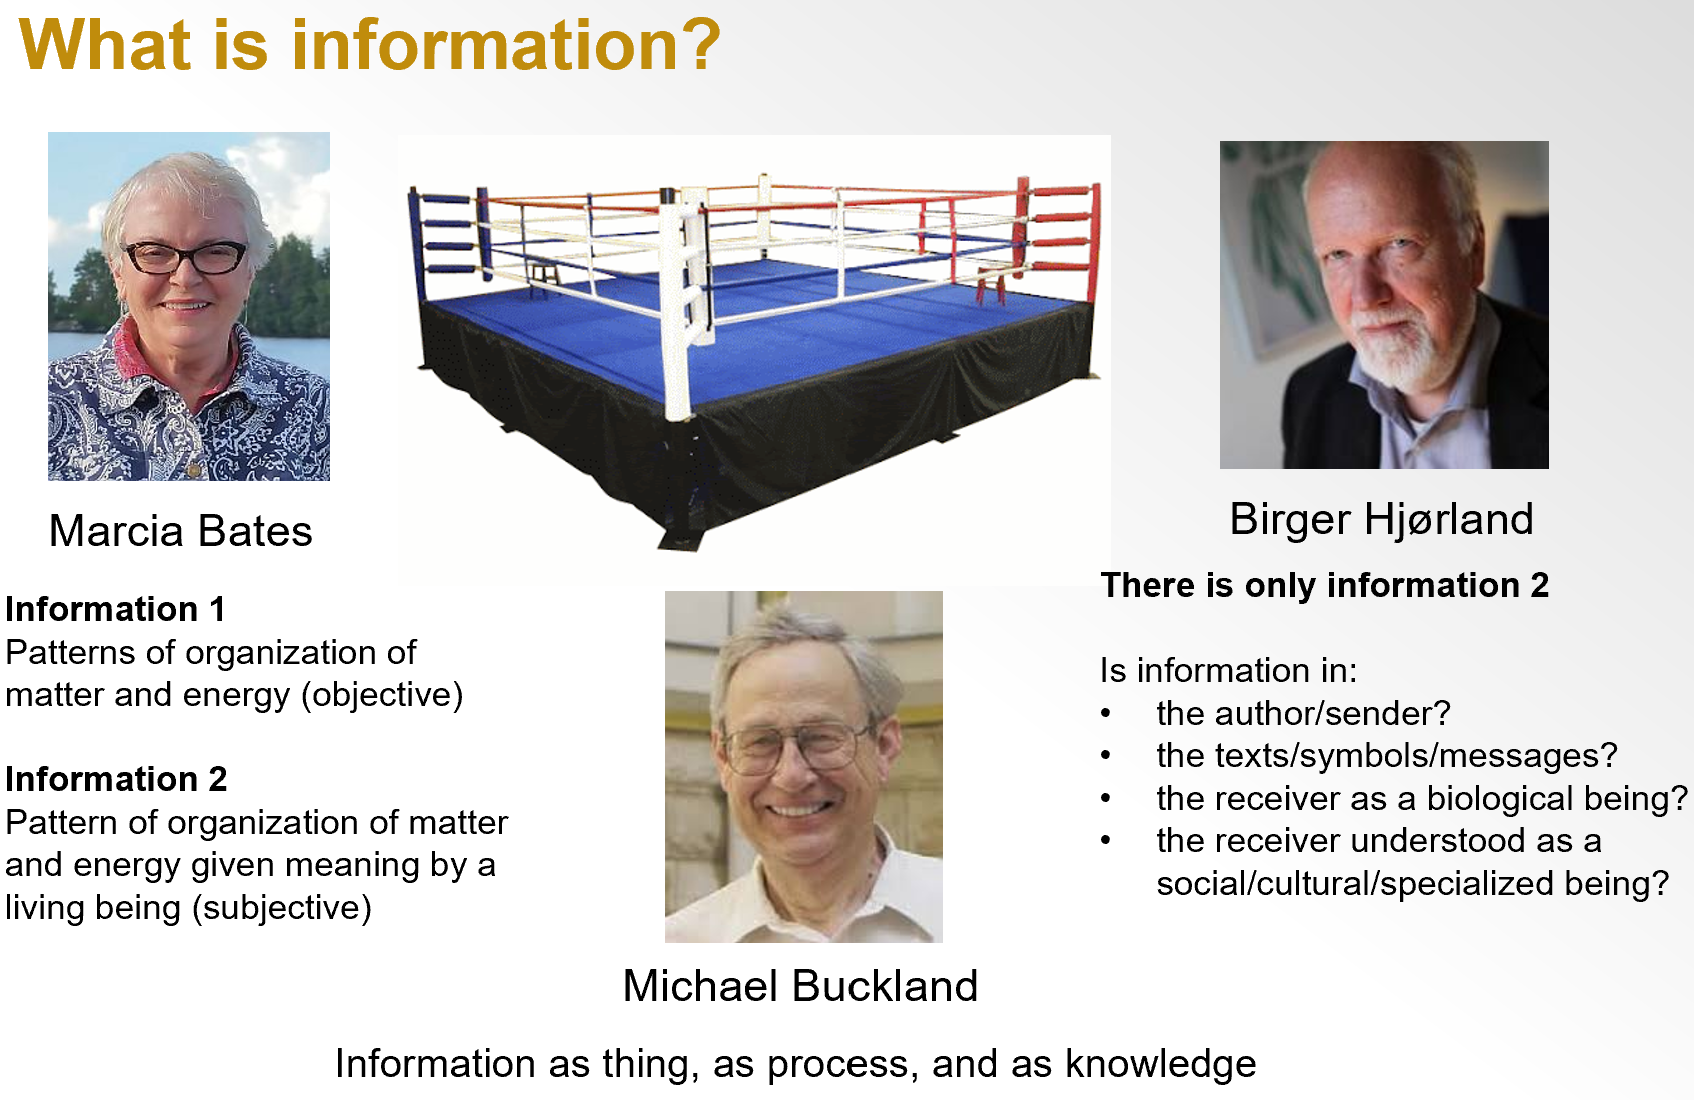 What is information?
Marcia Bates
Information 1
Patterns of organization of
matter and energy (objective)
Information 2
Pattern of organization of matter
and energy given meaning by a
living being (subjective)
Michael Buckland
Information as thing, as process, and as knowledge
Birger Hjørland
There is only information 2
Is information in:
• the author/sender?
• the texts/symbols/messages?
• the receiver as a biological being?
• the receiver understood as a
social/cultural/specialized being?